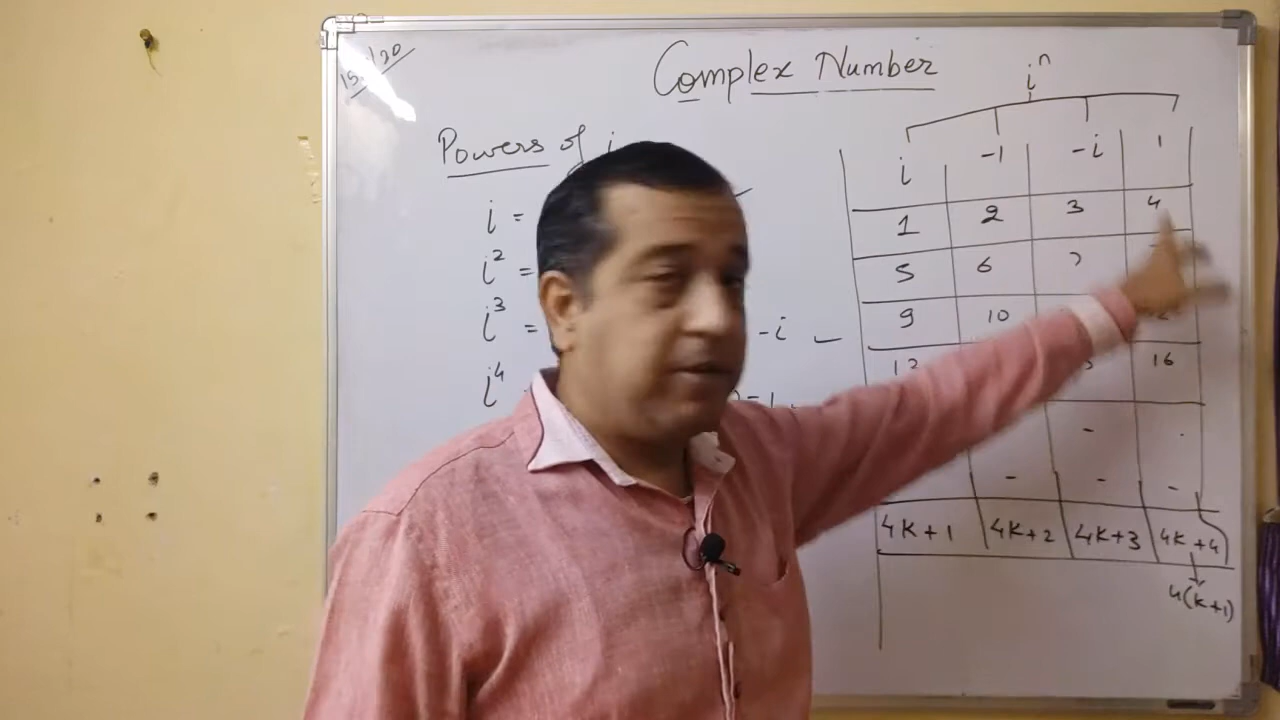 Complex Number
Powers of i
i =
i² =
i³ = -i
i⁴
iⁿ
i -1 -i 1
1 2 3 4
5 6 7
9 10
16
4K+1 4K+2 4K+3 4K+4
4(K+1)